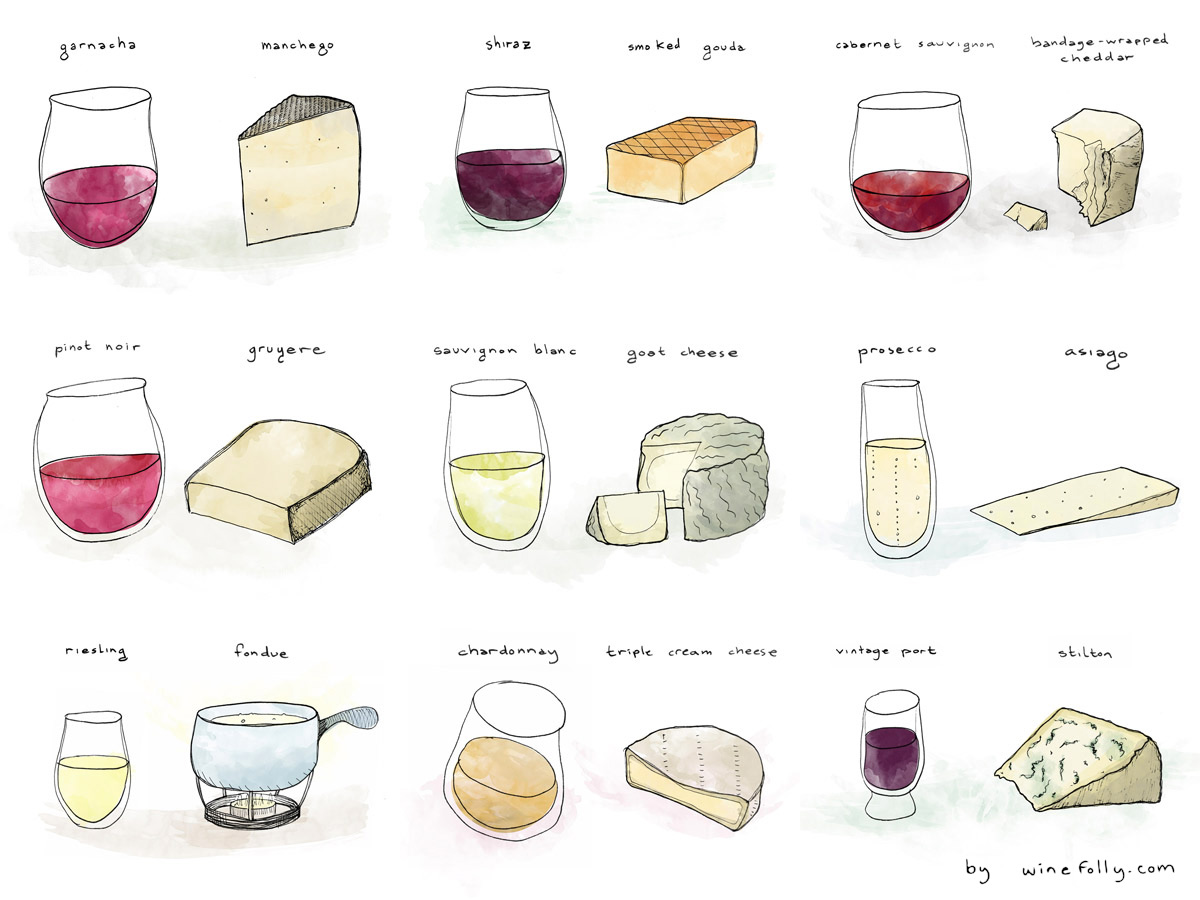 garnacha
manchego
shiraz
smoked gouda
cabernet sauvignon
bandage-wrapped
cheddar
pinot noir
gruyere
sauvignon blanc
goat cheese
prosecco
asiago
riesling
fondue
chardonnay
triple cream cheese
vintage port
stilton
by winefolly.com